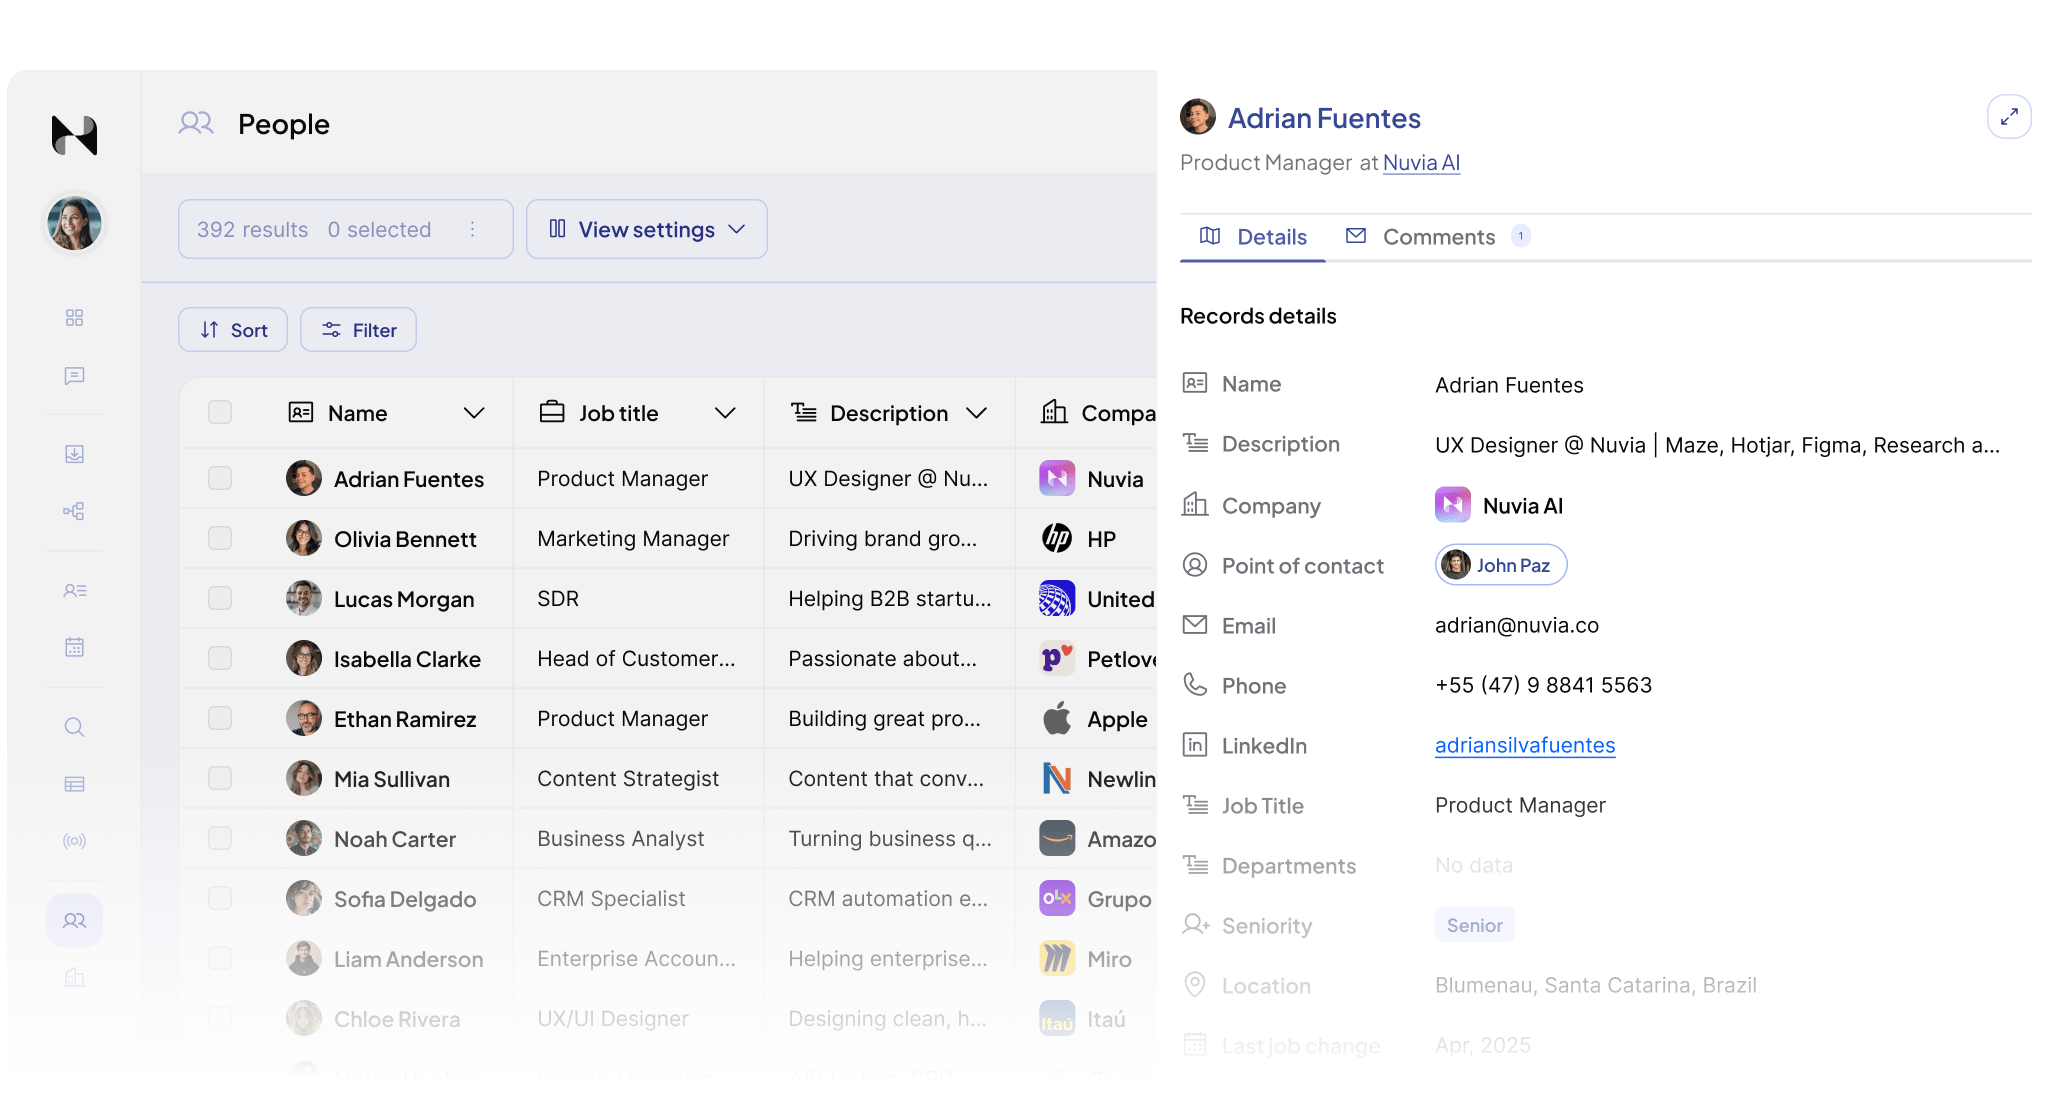 People
392 results 0 selected
View settings
Sort
Filter
Name
Job title
Description
Compa
Adrian Fuentes
Product Manager
UX Designer @ Nu...
Nuvia
Olivia Bennett
Marketing Manager
Driving brand gro...
hp
HP
Lucas Morgan
SDR
Helping B2B startu...
United
Isabella Clarke
Head of Customer...
Passionate about...
p
Petlove
Ethan Ramirez
Product Manager
Building great pro...
Apple
Mia Sullivan
Content Strategist
Content that conv...
Newlin
Noah Carter
Business Analyst
Turning business q...
Amazo
Sofia Delgado
CRM Specialist
CRM automation e...
olx
Grupo
Liam Anderson
Enterprise Accoun...
Helping enterprise...
Miro
Chloe Rivera
UX/UI Designer
Designing clean, h...
Itaú
Itaú
Adrian Fuentes
Product Manager at Nuvia AI
Details
Comments 1
Records details
Name
Adrian Fuentes
Description
UX Designer @ Nuvia | Maze, Hotjar, Figma, Research a...
Company
Nuvia AI
Point of contact
John Paz
Email
adrian@nuvia.co
Phone
+55 (47) 9 8841 5563
LinkedIn
adriansilvafuentes
Job Title
Product Manager
Departments
No data
Seniority
Senior
Location
Blumenau, Santa Catarina, Brazil
Last job change
Apr, 2025